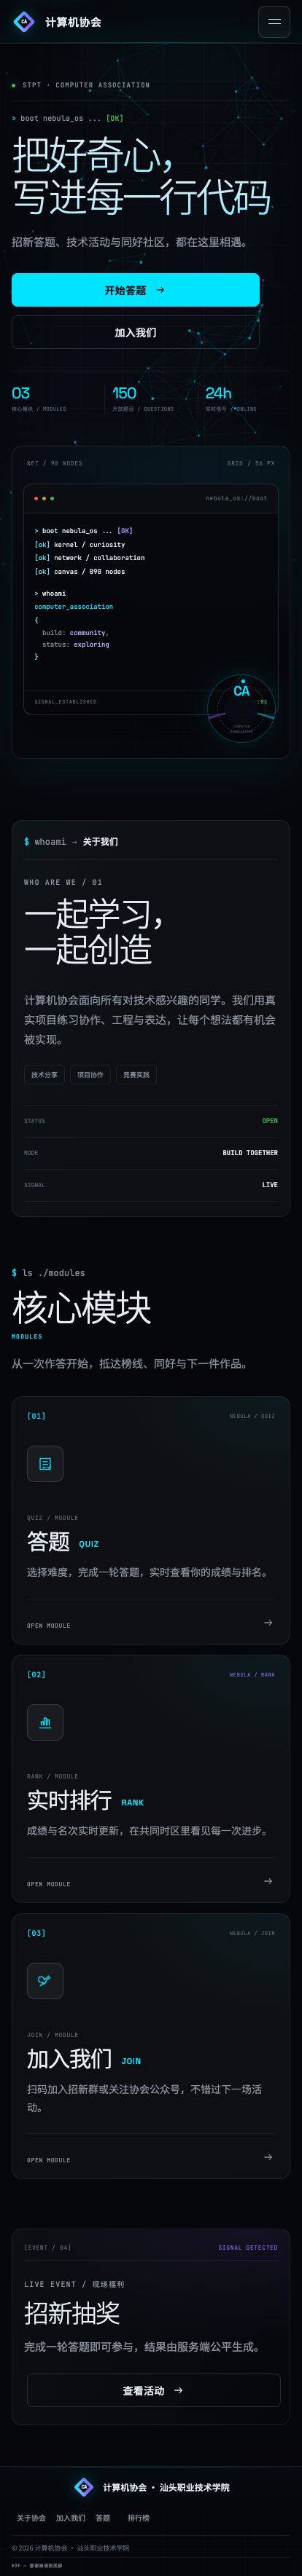 CA 计算机协会
STPT · COMPUTER ASSOCIATION
> boot nebula_os ... [OK]
把好奇心，
写进每一行代码
招新答题、技术活动与同好社区，都在这里相遇。
开始答题 →
加入我们
03
核心模块 / MODULES
150
开放题目 / QUESTIONS
24h
实时信号 / ONLINE
NET / 90 NODES
GRID / 56 PX
nebula_os://boot
> boot nebula_os ... [OK]
[ok] kernel / curiosity
[ok] network / collaboration
[ok] canvas / 090 nodes
> whoami
computer_association
{
build: community,
status: exploring
}
SIGNAL_ESTABLISHED
CA
$ whoami → 关于我们
WHO ARE WE / 01
一起学习，
一起创造
计算机协会面向所有对技术感兴趣的同学。我们用真
实项目练习协作、工程与表达，让每个想法都有机会
被实现。
技术分享
项目协作
竞赛实践
STATUS
OPEN
MODE
BUILD TOGETHER
SIGNAL
LIVE
$ ls ./modules
核心模块
MODULES
从一次作答开始，抵达榜线、同好与下一件作品。
[01]
NEBULA / QUIZ
QUIZ / MODULE
答题 QUIZ
选择难度，完成一轮答题，实时查看你的成绩与排名。
OPEN MODULE →
[02]
NEBULA / RANK
RANK / MODULE
实时排行 RANK
成绩与名次实时更新，在共同时区里看见每一次进步。
OPEN MODULE →
[03]
NEBULA / JOIN
JOIN / MODULE
加入我们 JOIN
扫码加入招新群或关注协会公众号，不错过下一场活
动。
OPEN MODULE →
[EVENT / 04]
SIGNAL DETECTED
LIVE EVENT / 现场福利
招新抽奖
完成一轮答题即可参与，结果由服务端公平生成。
查看活动 →
CA 计算机协会 · 汕头职业技术学院
关于协会 加入我们 答题 排行榜
© 2026 计算机协会 · 汕头职业技术学院